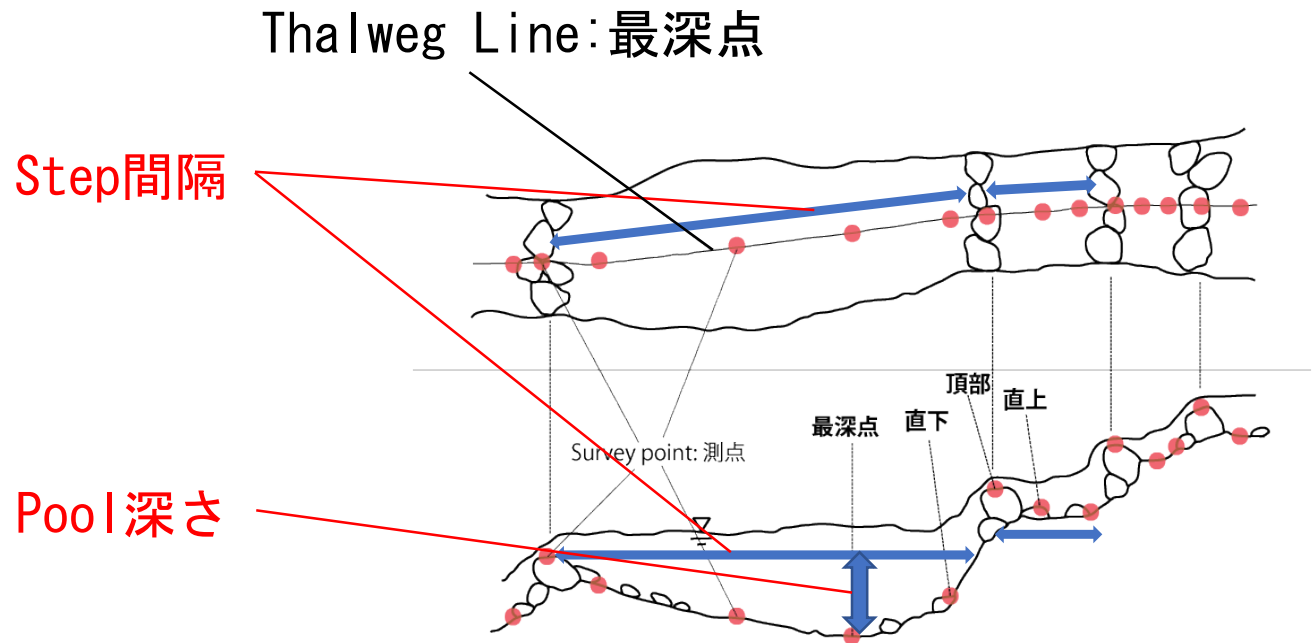 Thalweg Line:最深点
Step間隔
頂部
直上
最深点
直下
Survey point: 測点
Pool深さ